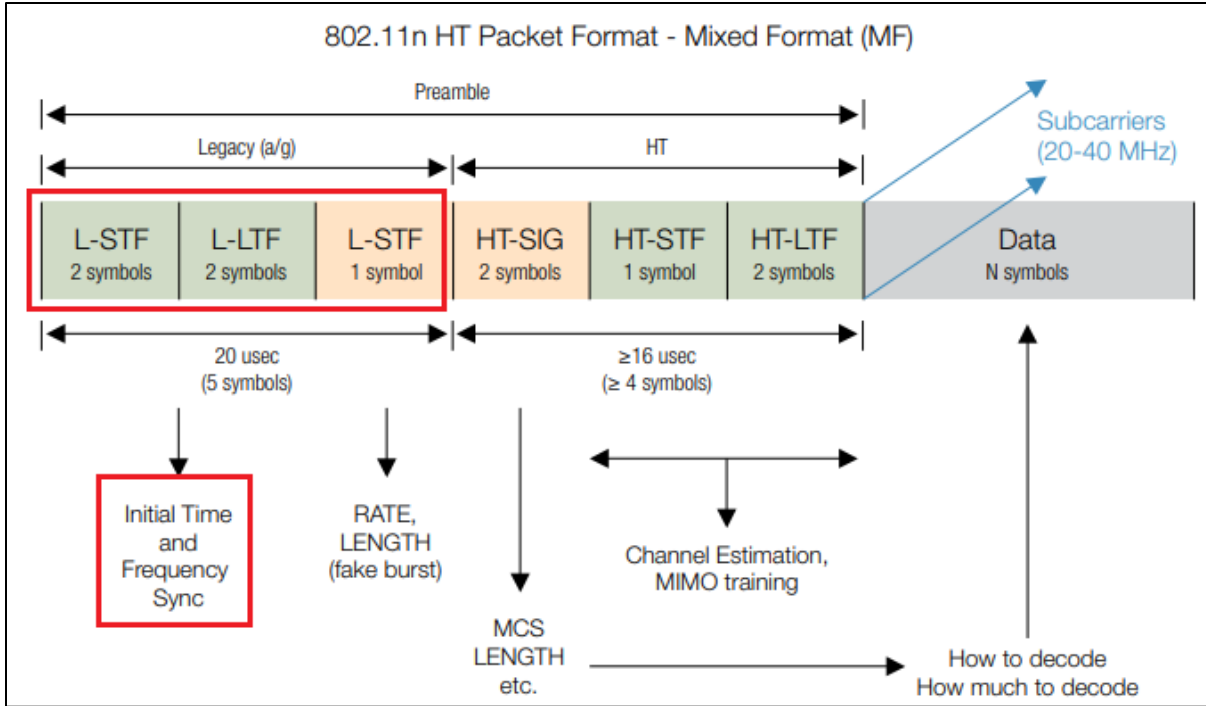 802.11n HT Packet Format - Mixed Format (MF)
Preamble
Legacy (a/g)
HT
Subcarriers
(20-40 MHz)
L-STF
2 symbols
L-LTF
2 symbols
L-STF
1 symbol
HT-SIG
2 symbols
HT-STF
1 symbol
HT-LTF
2 symbols
Data
N symbols
20 usec
(5 symbols)
≥16 usec
(≥ 4 symbols)
Initial Time
and
Frequency
Sync
RATE,
LENGTH
(fake burst)
Channel Estimation,
MIMO training
MCS
LENGTH
etc.
How to decode
How much to decode